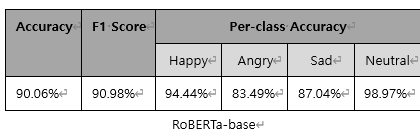 Accuracy F1 Score Per-class Accuracy
Happy Angry Sad Neutral
90.06% 90.98% 94.44% 83.49% 87.04% 98.97%
RoBERTa-base